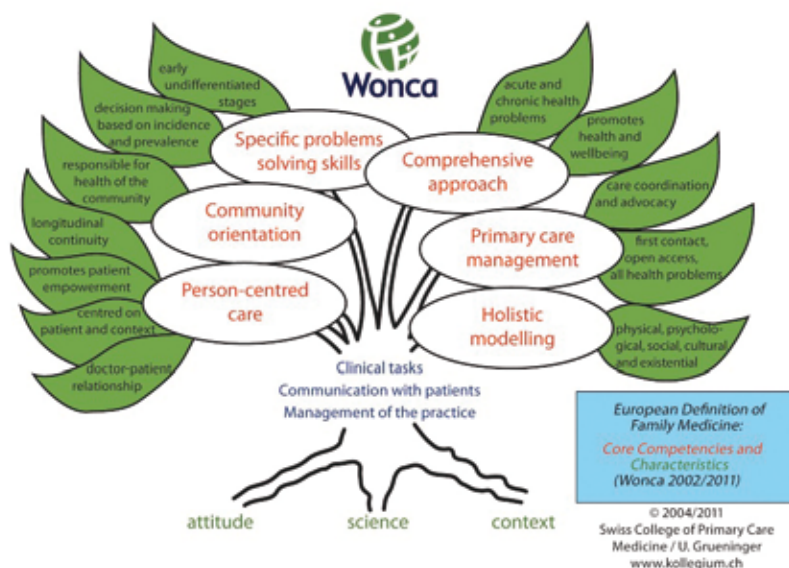 Wonca
early
undifferentiated
stages
decision making
based on incidence
and prevalence
responsible for
health of the
community
longitudinal
continuity
promotes patient
empowerment
centred on
patient and context
doctor-patient
relationship
Specific problems
solving skills
Community
orientation
Person-centred
care
Comprehensive
approach
Primary care
management
Holistic
modelling
acute and
chronic health
problems
promotes
health and
wellbeing
care coordination
and advocacy
first contact,
open access,
all health problems
physical, psycholo-
gical, social, cultural
and existential
Clinical tasks
Communication with patients
Management of the practice
attitude
science
context
European Definition of
Family Medicine:
Core Competencies and
Characteristics
(Wonca 2002/2011)
© 2004/2011
Swiss College of Primary Care
Medicine / U. Grueninger
www.kollegium.ch